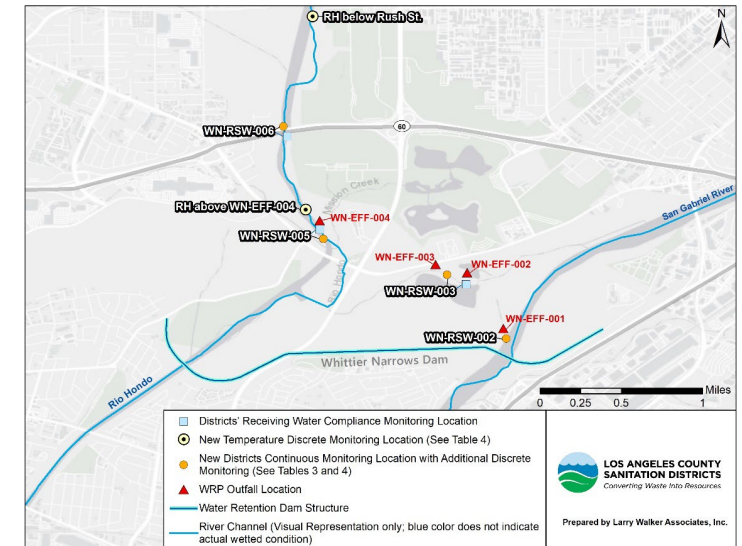 N
RH below Rush St.
WN-RSW-006
60
Mission Creek
RH above WN-EFF-004
WN-EFF-004
WN-RSW-005
San Gabriel River
WN-EFF-003
WN-EFF-002
Rio Hondo
WN-RSW-003
WN-EFF-001
WN-RSW-002
Whittier Narrows Dam
Rio Hondo
Miles
0 0.25 0.5 1
Districts' Receiving Water Compliance Monitoring Location
New Temperature Discrete Monitoring Location (See Table 4)
New Districts Continuous Monitoring Location with Additional Discrete
Monitoring (See Tables 3 and 4)
WRP Outfall Location
Water Retention Dam Structure
River Channel (Visual Representation only; blue color does not indicate
actual wetted condition)
LOS ANGELES COUNTY
SANITATION DISTRICTS
Converting Waste Into Resources
Prepared by Larry Walker Associates, Inc.